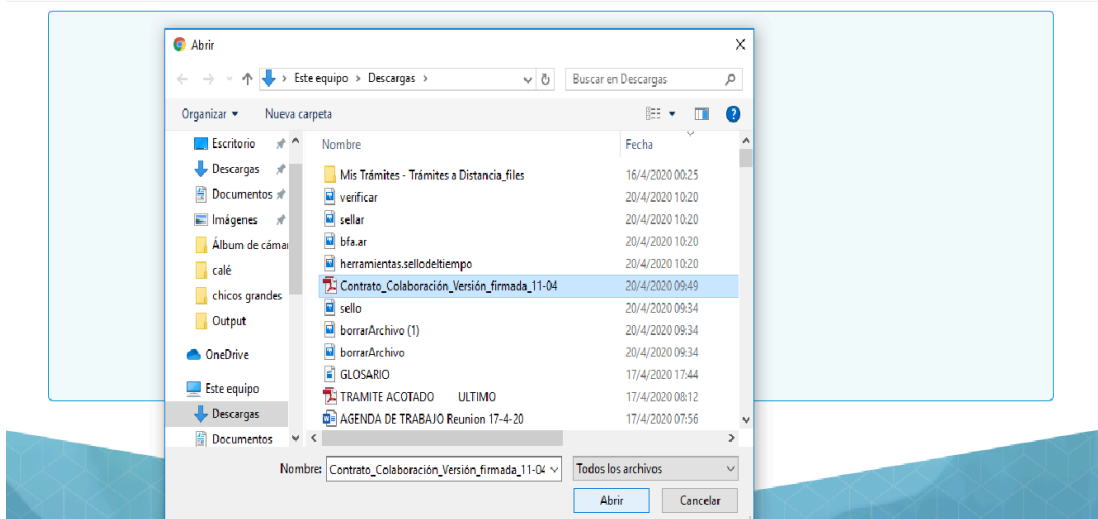 Abrir
Este equipo > Descargas >
Buscar en Descargas
Organizar
Nueva carpeta
Escritorio
Descargas
Documentos
Imágenes
Álbum de cámar
calé
chicos grandes
Output
OneDrive
Este equipo
Descargas
Documentos
Nombre Fecha
Mis Trámites - Trámites a Distancia_files 16/4/2020 00:25
verificar 20/4/2020 10:20
sellar 20/4/2020 10:20
bfa.ar 20/4/2020 10:20
herramientas.sellodeltiempo 20/4/2020 10:20
Contrato_Colaboración_Versión_firmada_11-04 20/4/2020 09:49
sello 20/4/2020 09:34
borrarArchivo (1) 20/4/2020 09:34
borrarArchivo 20/4/2020 09:34
GLOSARIO 17/4/2020 17:44
TRAMITE ACOTADO ULTIMO 17/4/2020 08:12
AGENDA DE TRABAJO Reunion 17-4-20 17/4/2020 07:56
Nombre: Contrato_Colaboración_Versión_firmada_11-04
Todos los archivos
Abrir
Cancelar